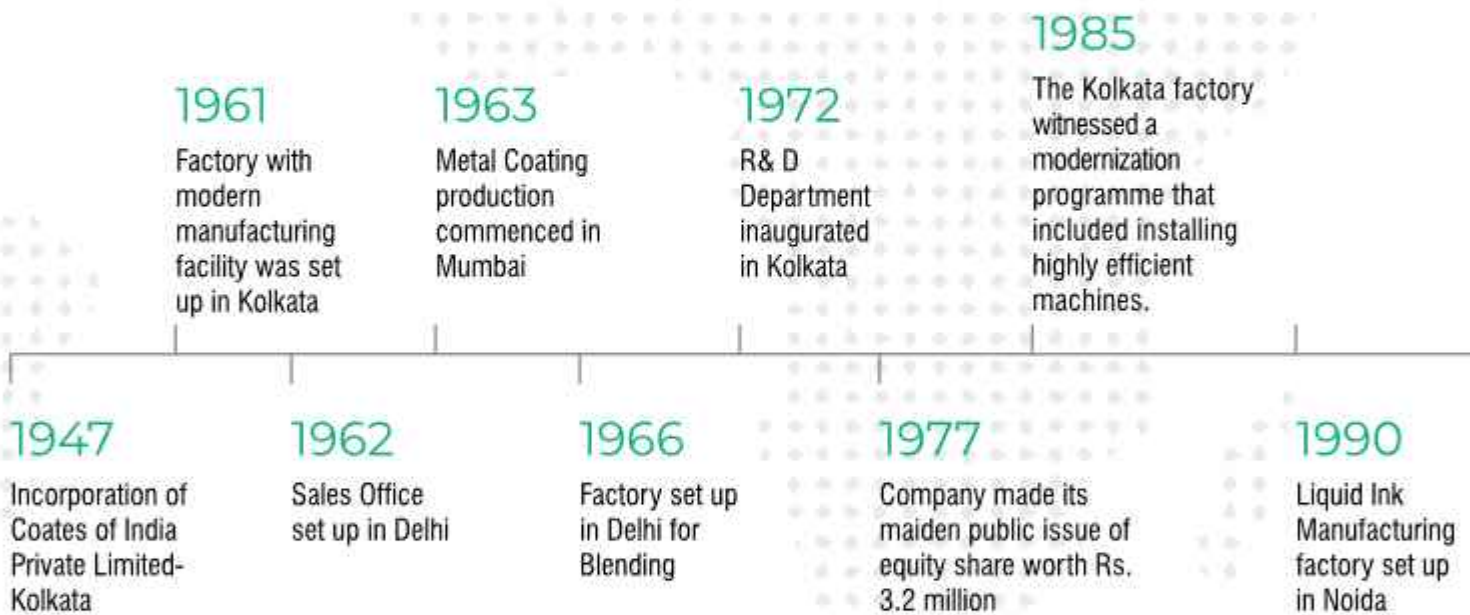 1985
The Kolkata factory
witnessed a
modernization
programme that
included installing
highly efficient
machines.
1961
Factory with
modern
manufacturing
facility was set
up in Kolkata
1963
Metal Coating
production
commenced in
Mumbai
1972
R& D
Department
inaugurated
in Kolkata
1947
Incorporation of
Coates of India
Private Limited-
Kolkata
1962
Sales Office
set up in Delhi
1966
Factory set up
in Delhi for
Blending
1977
Company made its
maiden public issue of
equity share worth Rs.
3.2 million
1990
Liquid Ink
Manufacturing
factory set up
in Noida